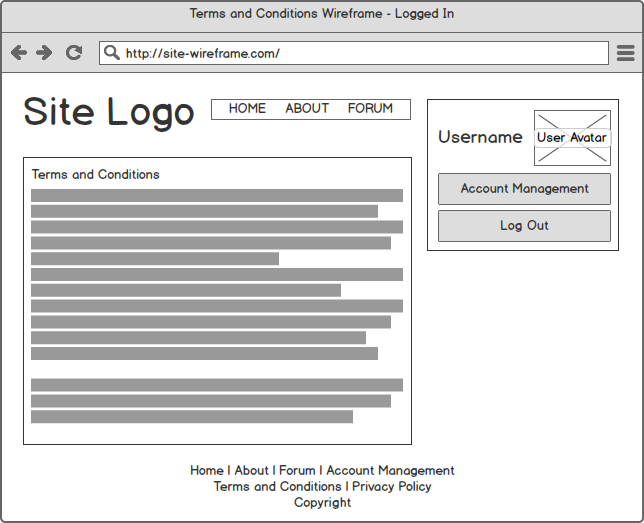 Terms and Conditions Wireframe - Logged In
http://site-wireframe.com/
Site Logo
HOME ABOUT FORUM
Username
User Avatar
Account Management
Log Out
Terms and Conditions
Home | About | Forum | Account Management
Terms and Conditions | Privacy Policy
Copyright